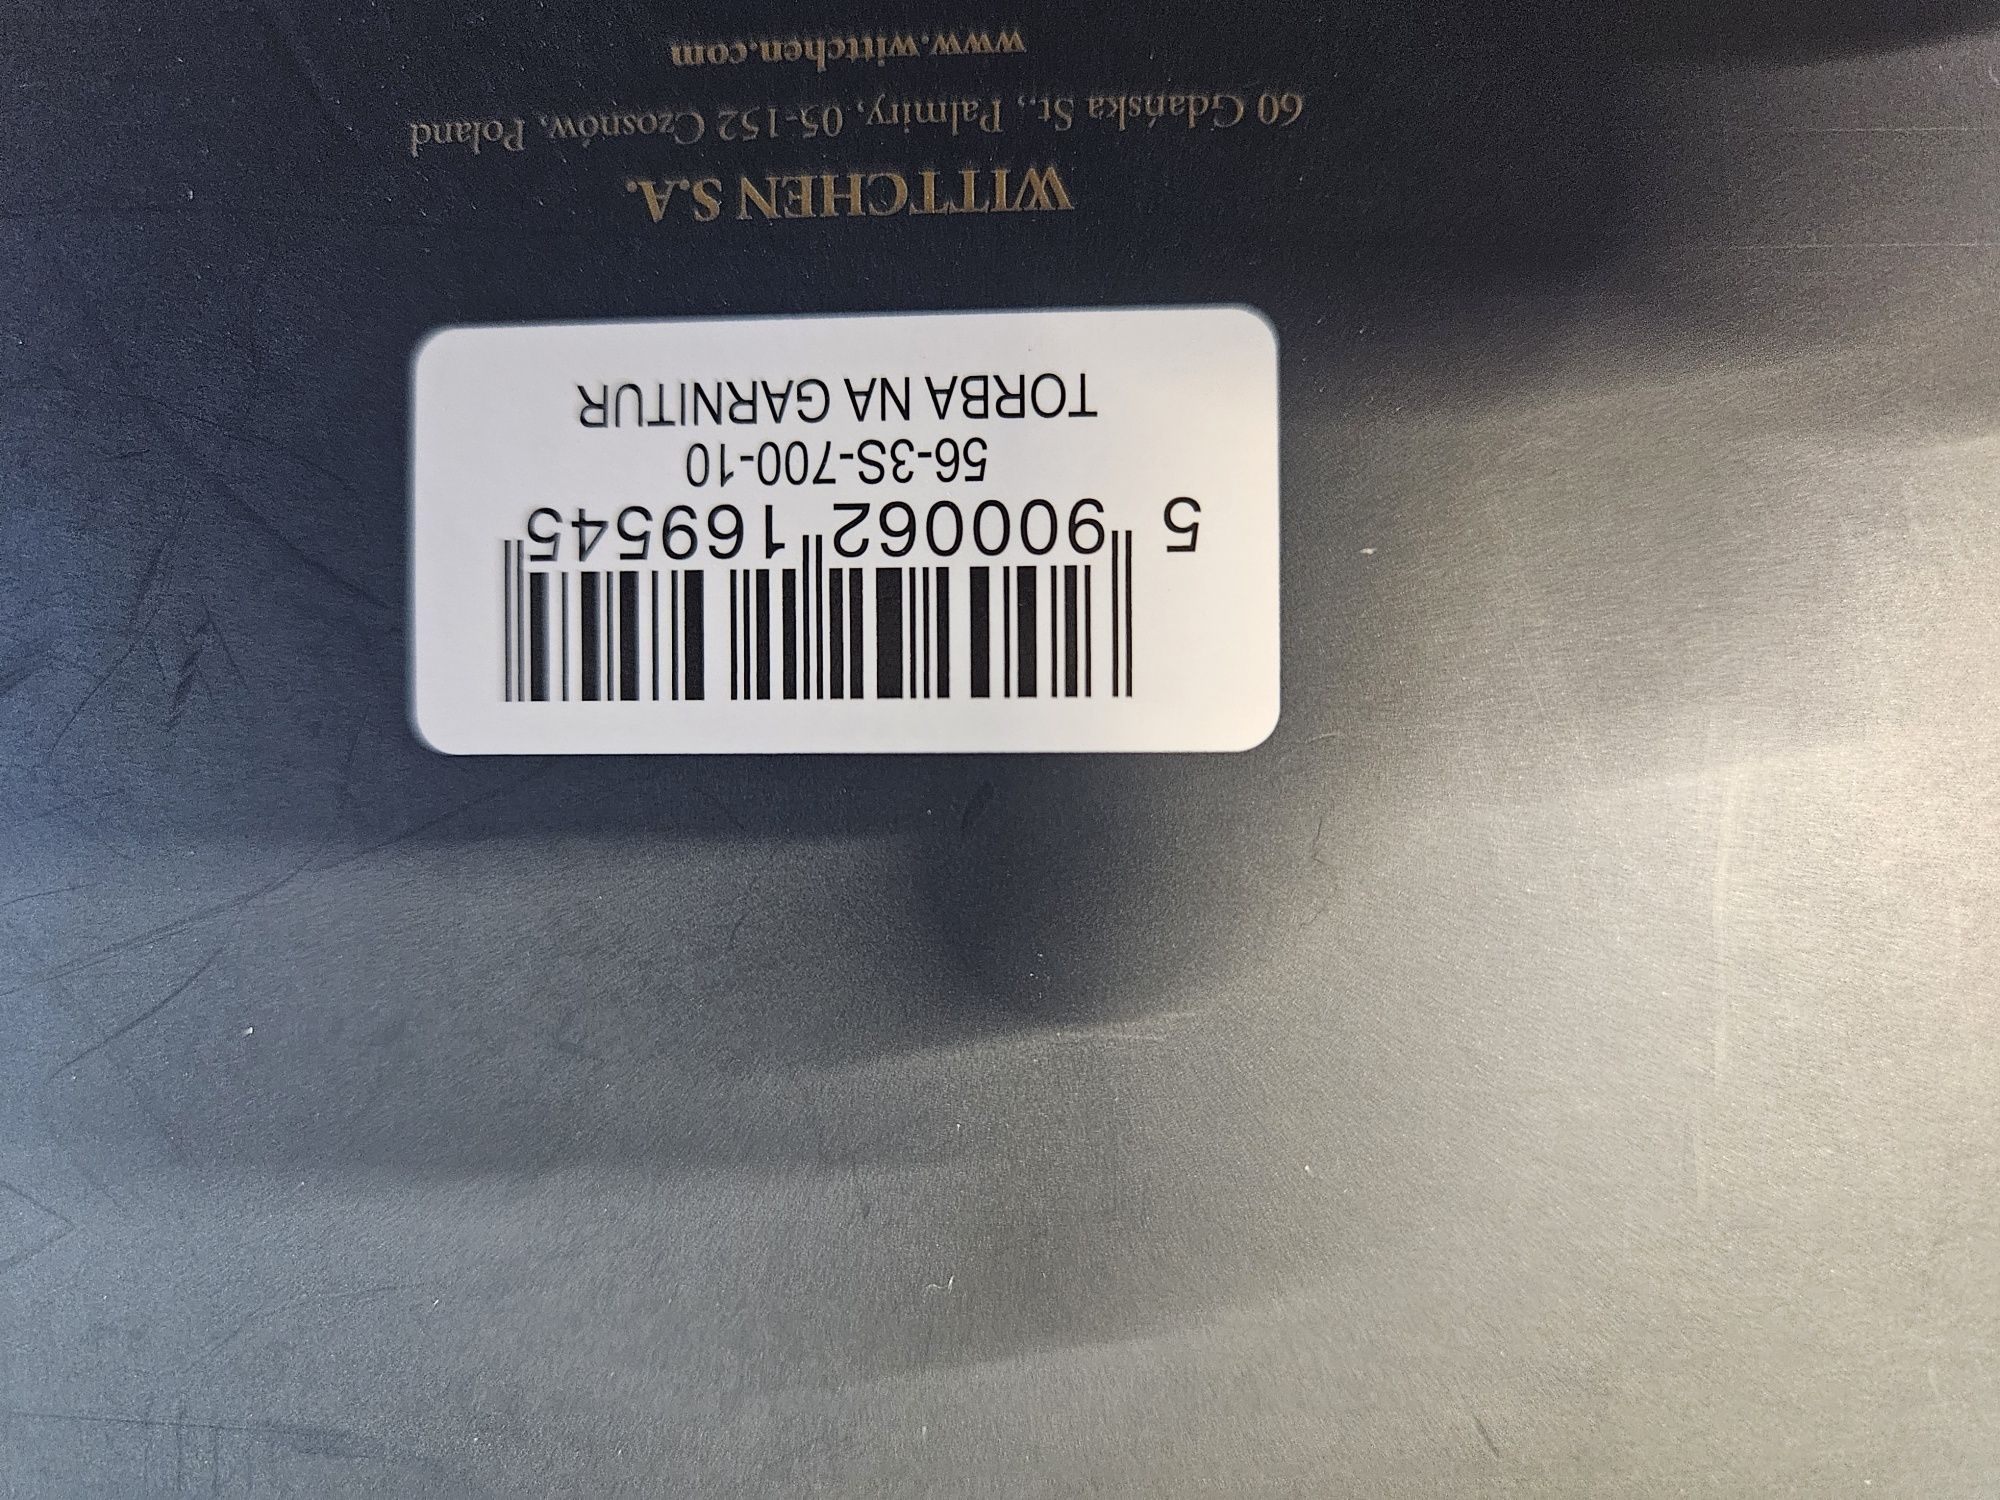 5 900062 169545
56-3S-700-10
TORBA NA GARNITUR
WITTCHEN S.A.
60 Gdańska St., Palmiry, 05-152 Czosnów, Poland
www.wittchen.com